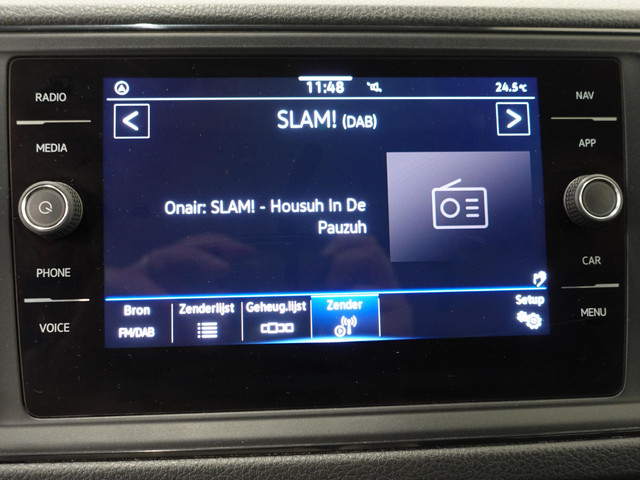 RADIO
MEDIA
PHONE
VOICE
11:48
24.5°C
SLAM! (DAB)
Onair: SLAM! - Housuh In De
Pauzuh
Bron
FM/DAB
Zenderlijst
Geheug.lijst
Zender
Setup
NAV
APP
CAR
MENU